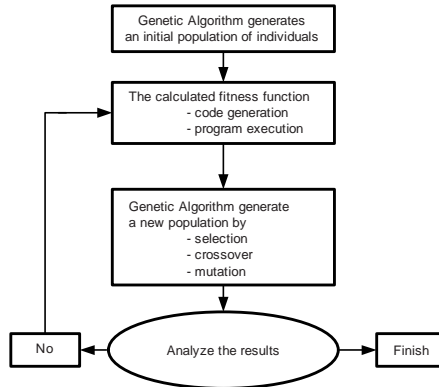 Genetic Algorithm generates
an initial population of individuals
The calculated fitness function
- code generation
- program execution
Genetic Algorithm generate
a new population by
- selection
- crossover
- mutation
No
Analyze the results
Finish